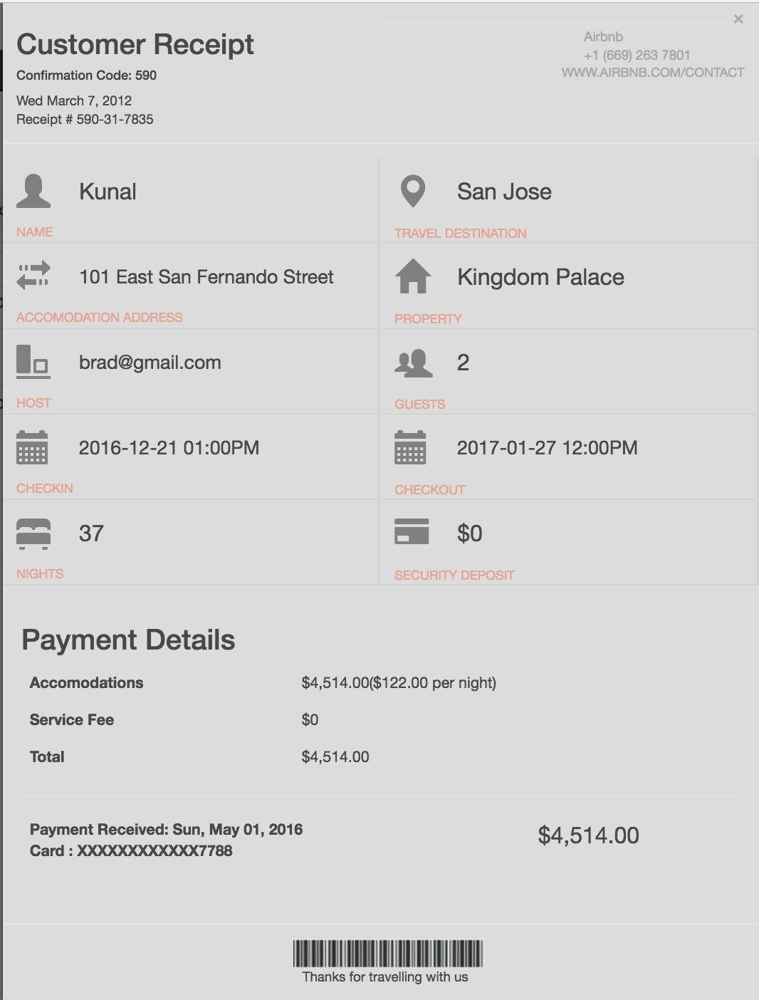 ×
Customer Receipt
Airbnb
+1 (669) 263 7801
WWW.AIRBNB.COM/CONTACT
Confirmation Code: 590
Wed March 7, 2012
Receipt # 590-31-7835
Kunal
NAME
San Jose
TRAVEL DESTINATION
101 East San Fernando Street
ACCOMODATION ADDRESS
Kingdom Palace
PROPERTY
brad@gmail.com
HOST
2
GUESTS
2016-12-21 01:00PM
CHECKIN
2017-01-27 12:00PM
CHECKOUT
37
NIGHTS
$0
SECURITY DEPOSIT
Payment Details
Accomodations $4,514.00($122.00 per night)
Service Fee $0
Total $4,514.00
Payment Received: Sun, May 01, 2016
Card : XXXXXXXXXXXX7788
$4,514.00
Thanks for travelling with us